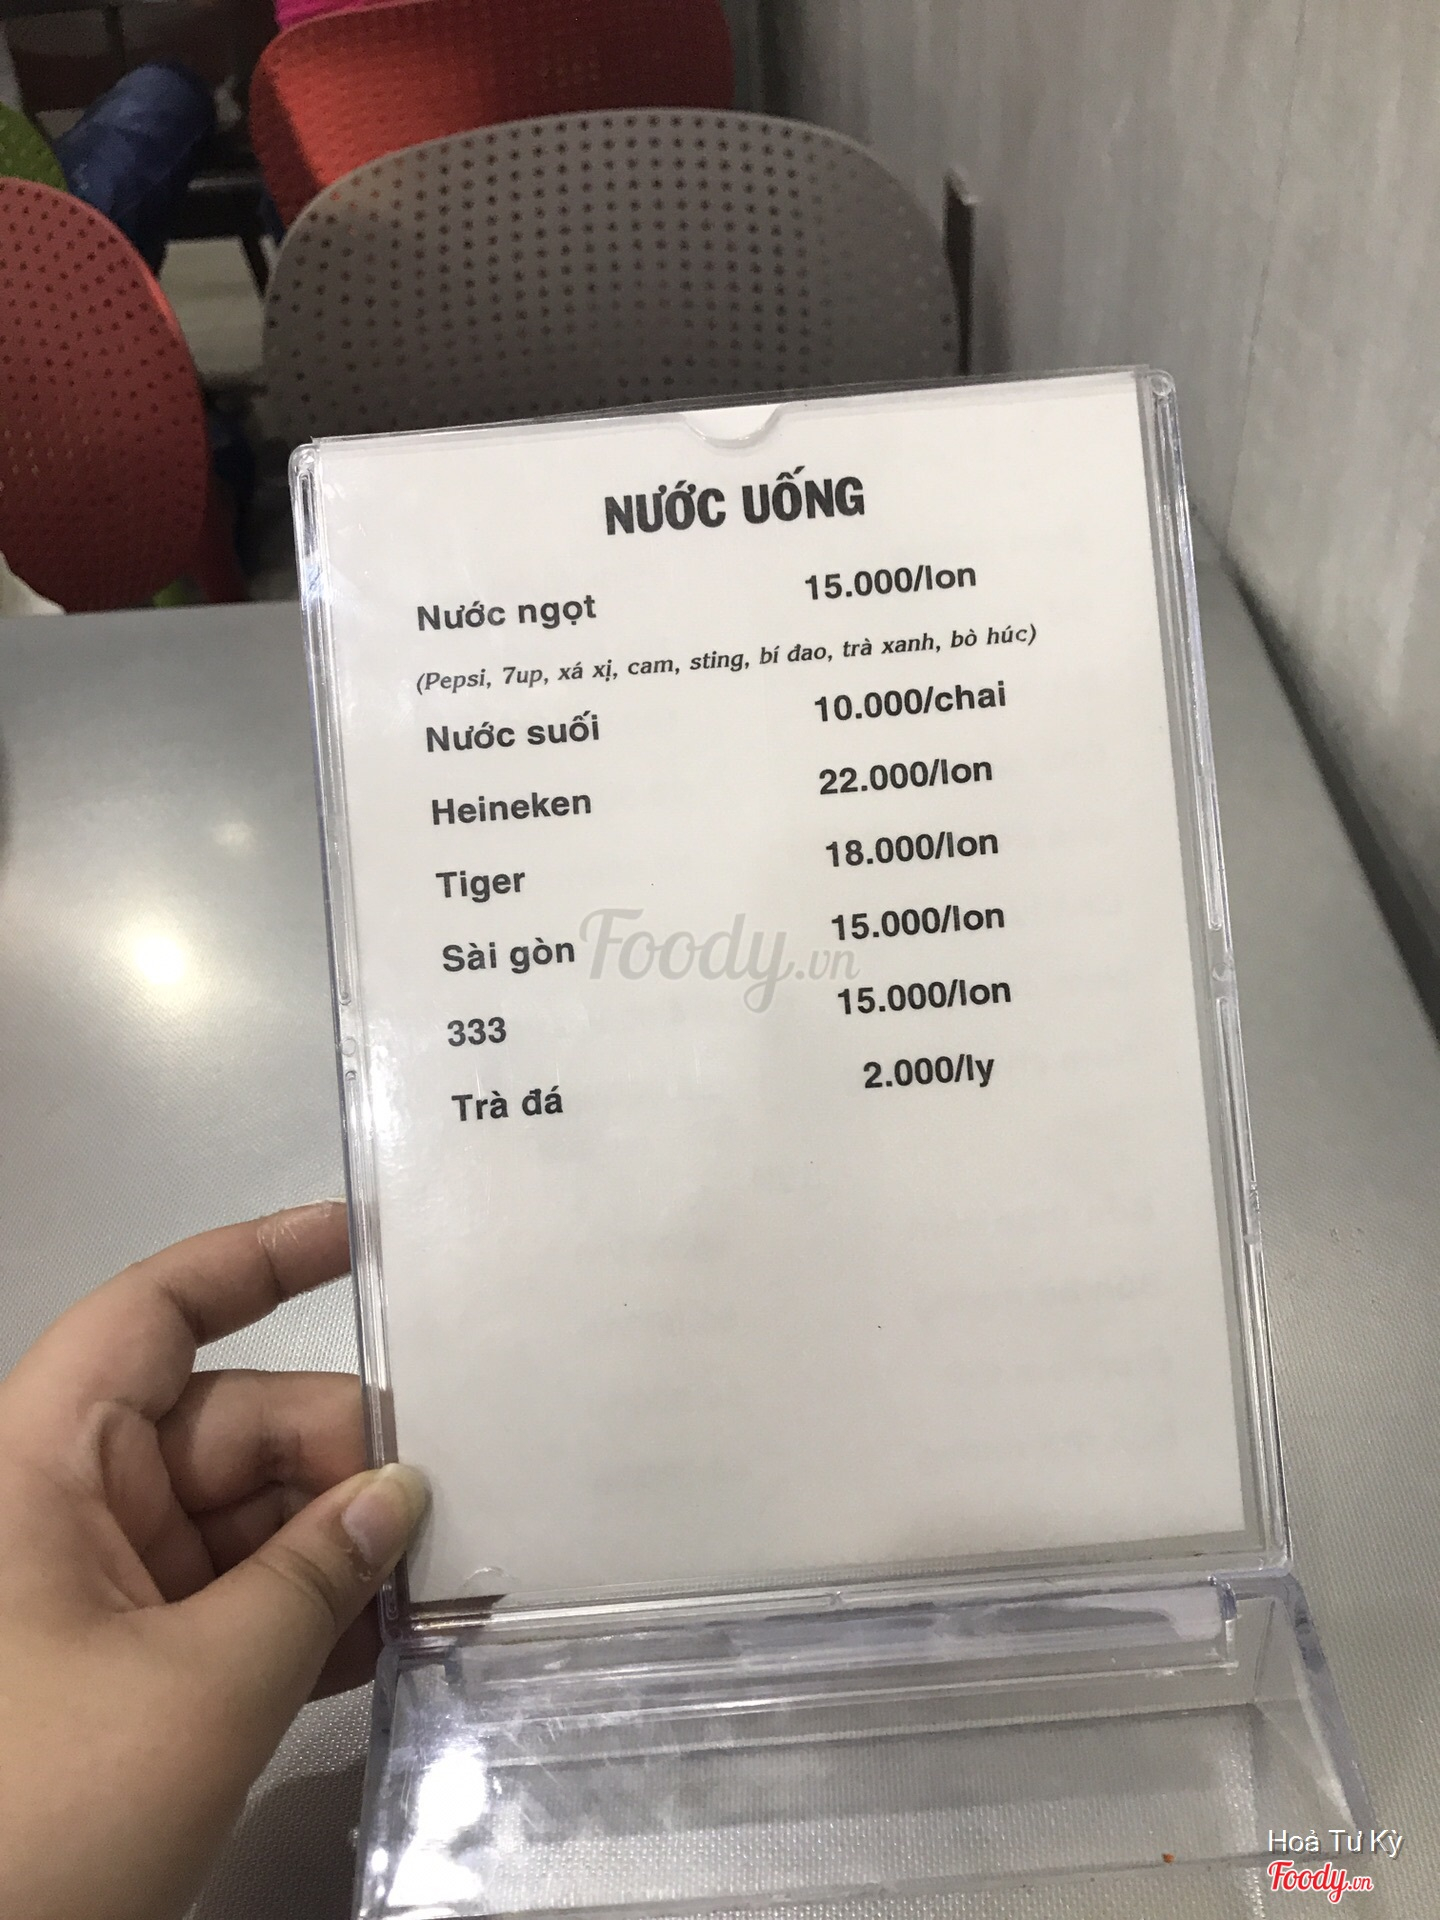 NƯỚC UỐNG
Nước ngọt 15.000/lon
(Pepsi, 7up, xá xị, cam, sting, bí đao, trà xanh, bò húc)
Nước suối 10.000/chai
Heineken 22.000/lon
Tiger 18.000/lon
Sài gòn 15.000/lon
333 15.000/lon
Trà đá 2.000/ly
Foody.vn
Hoả Tư Kỳ
Foody.vn